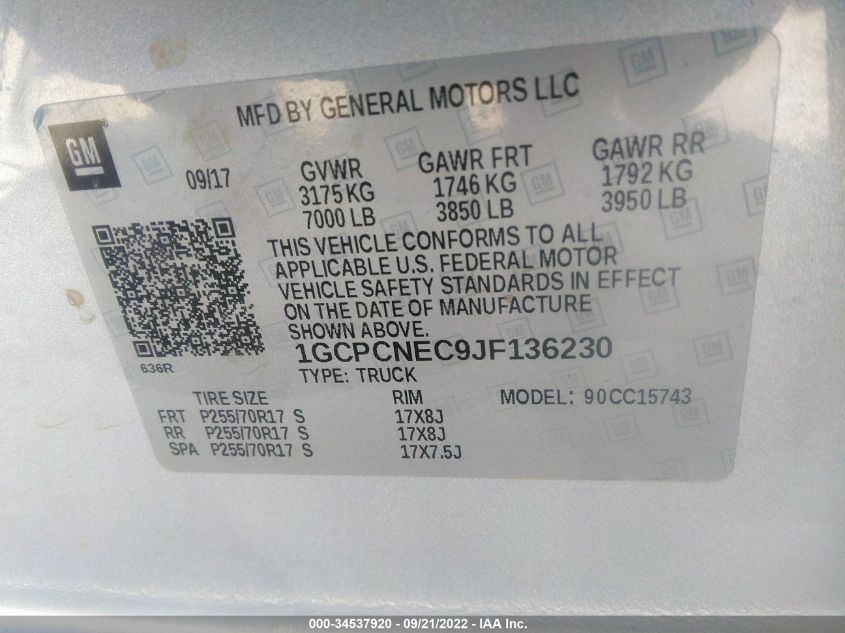 MFD BY GENERAL MOTORS LLC
GM
09/17
GVWR
3175 KG
7000 LB
GAWR FRT
1746 KG
3850 LB
GAWR RR
1792 KG
3950 LB
THIS VEHICLE CONFORMS TO ALL
APPLICABLE U.S. FEDERAL MOTOR
VEHICLE SAFETY STANDARDS IN EFFECT
ON THE DATE OF MANUFACTURE
SHOWN ABOVE.
636R
1GCPCNEC9JF136230
TYPE: TRUCK
TIRE SIZE RIM MODEL: 90CC15743
FRT P255/70R17 S 17X8J
RR P255/70R17 S 17X8J
SPA P255/70R17 S 17X7.5J
000-34537920 - 09/21/2022 - IAA Inc.